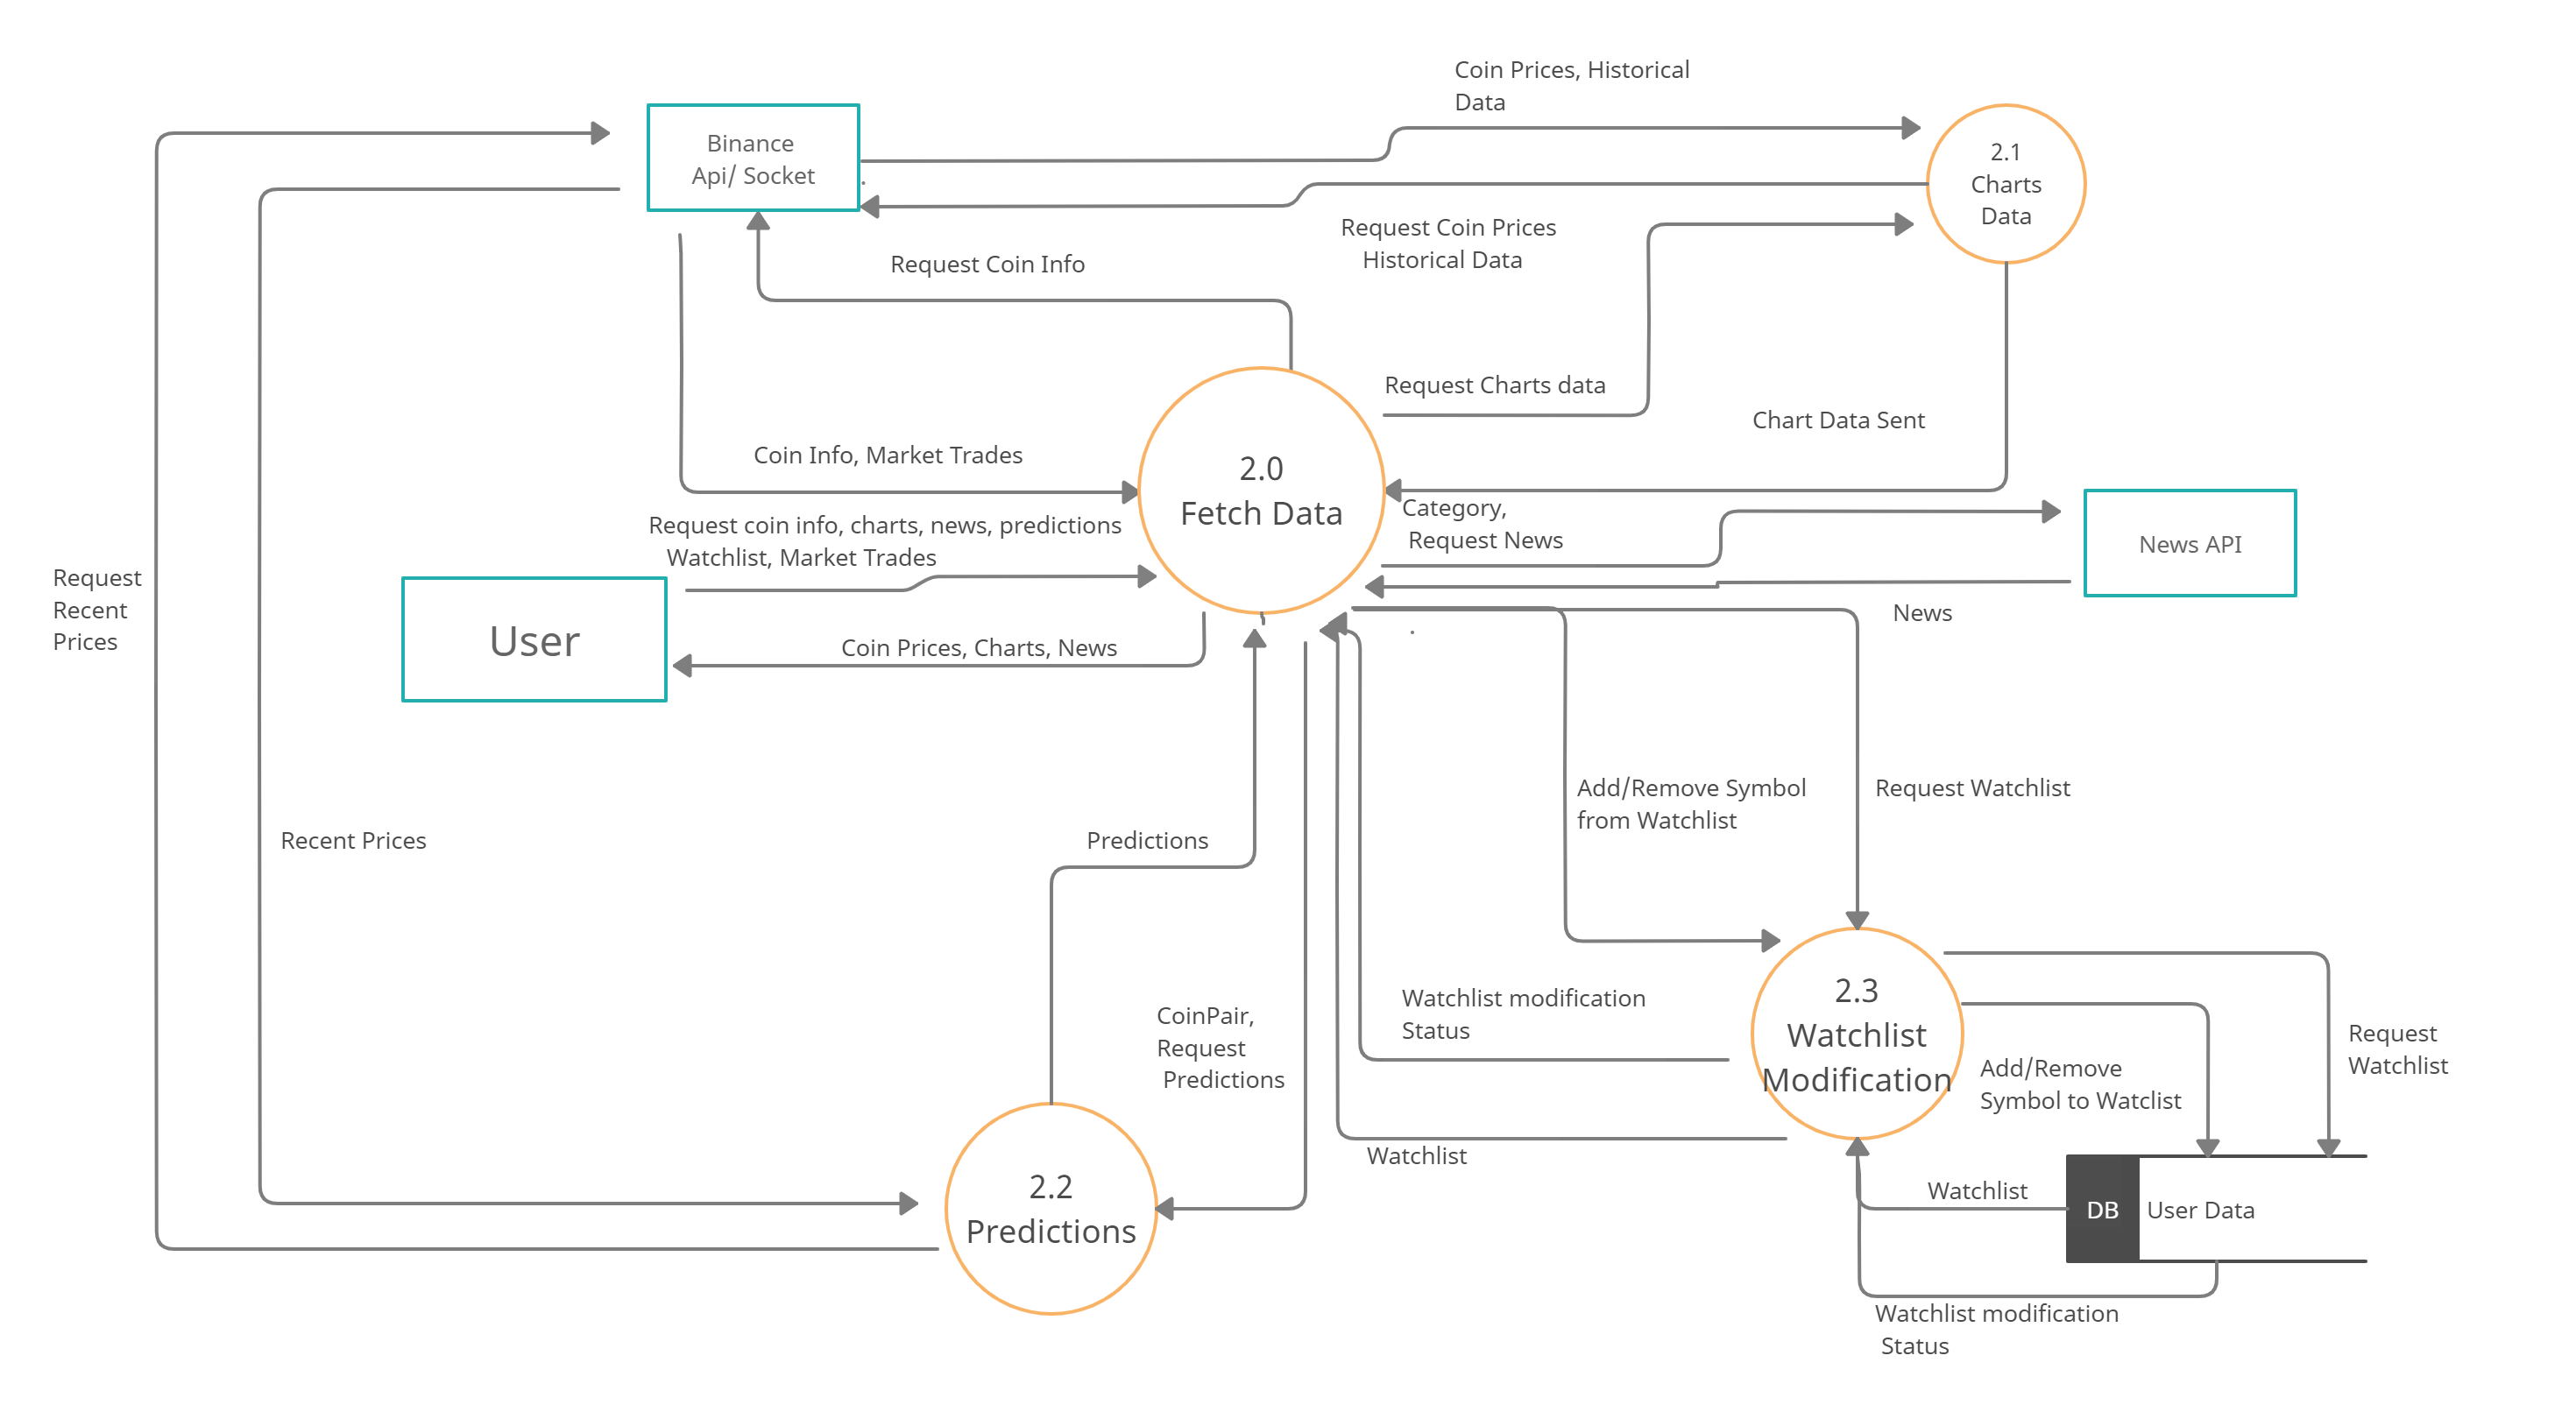 Coin Prices, Historical
Data
Binance
Api/ Socket
.
2.1
Charts
Data
Request Coin Prices
Historical Data
Request Coin Info
Request Charts data
Chart Data Sent
Coin Info, Market Trades
2.0
Fetch Data
Category,
Request News
News API
Request coin info, charts, news, predictions
Watchlist, Market Trades
Request
Recent
Prices
User
Coin Prices, Charts, News
News
.
Add/Remove Symbol
from Watchlist
Request Watchlist
Recent Prices
Predictions
Watchlist modification
Status
CoinPair,
Request
Predictions
2.3
Watchlist
Modification
Request
Watchlist
Add/Remove
Symbol to Watclist
Watchlist
2.2
Predictions
Watchlist
DB
User Data
Watchlist modification
Status